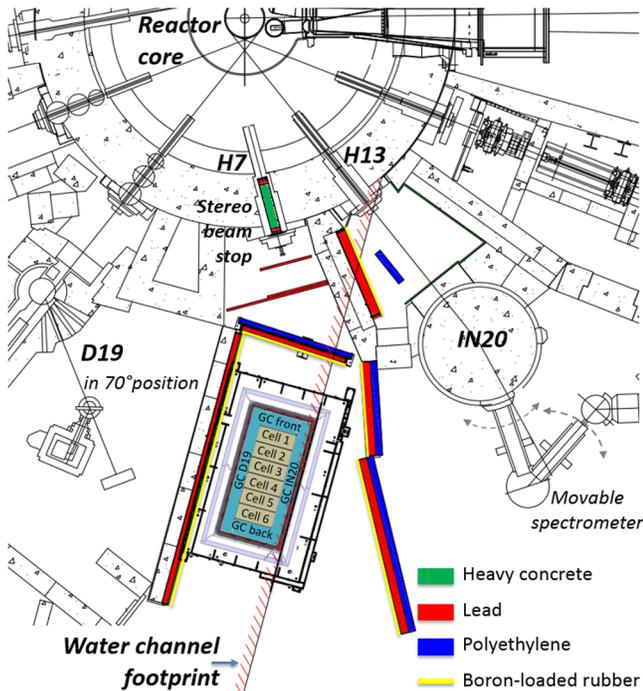 Reactor
core
H7
H13
Stereo
beam
stop
IN20
D19
in 70°position
GC front
Cell 1
Cell 2
Cell 3
Cell 4
Cell 5
Cell 6
GC back
GC D19
GC IN20
Movable
spectrometer
Heavy concrete
Lead
Polyethylene
Boron-loaded rubber
Water channel
footprint